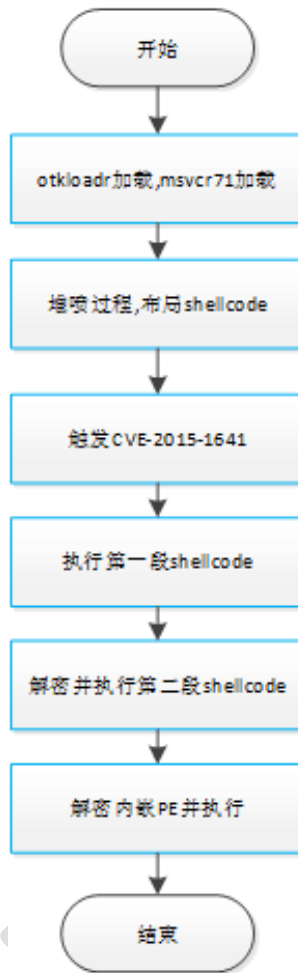 开始
otkloadr加载,msvcr71加载
堆喷过程,布局shellcode
触发CVE-2015-1641
执行第一段shellcode
解密并执行第二段shellcode
解密内嵌PE并执行
结束